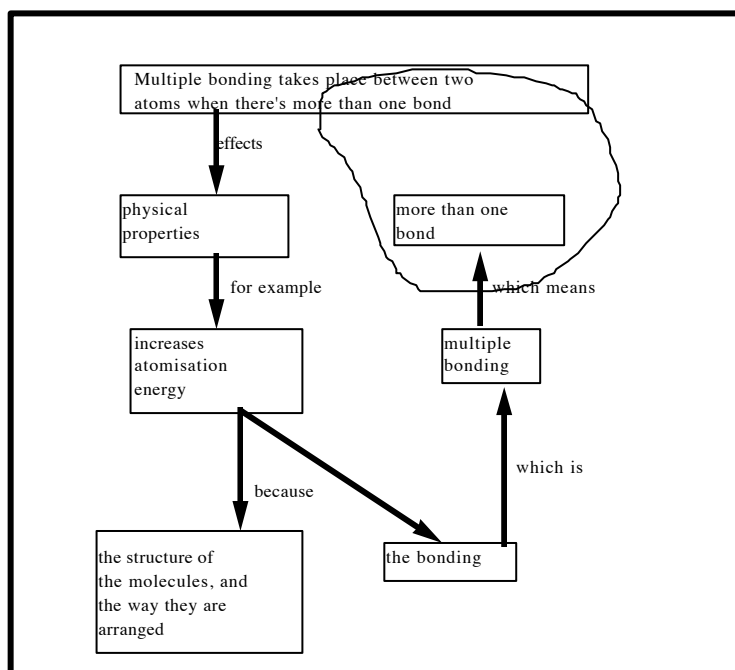 Multiple bonding takes place between two
atoms when there's more than one bond
effects
physical
properties
more than one
bond
for example
which means
increases
atomisation
energy
multiple
bonding
which is
because
the structure of
the molecules, and
the way they are
arranged
the bonding